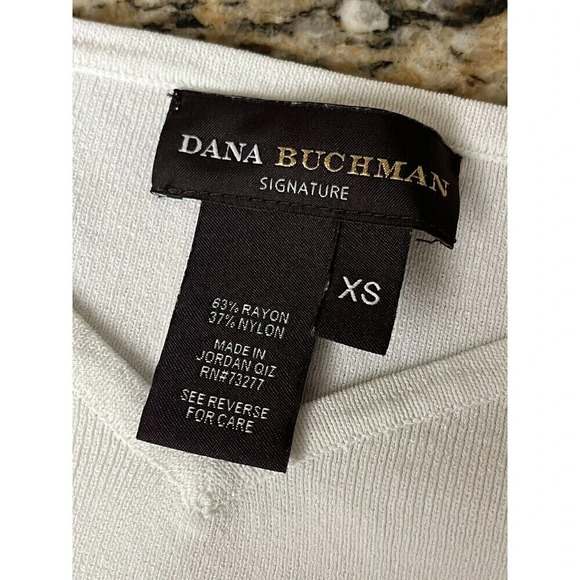 DANA BUCHMAN
SIGNATURE
XS
63% RAYON
37% NYLON
MADE IN
JORDAN QIZ
RN#73277
SEE REVERSE
FOR CARE